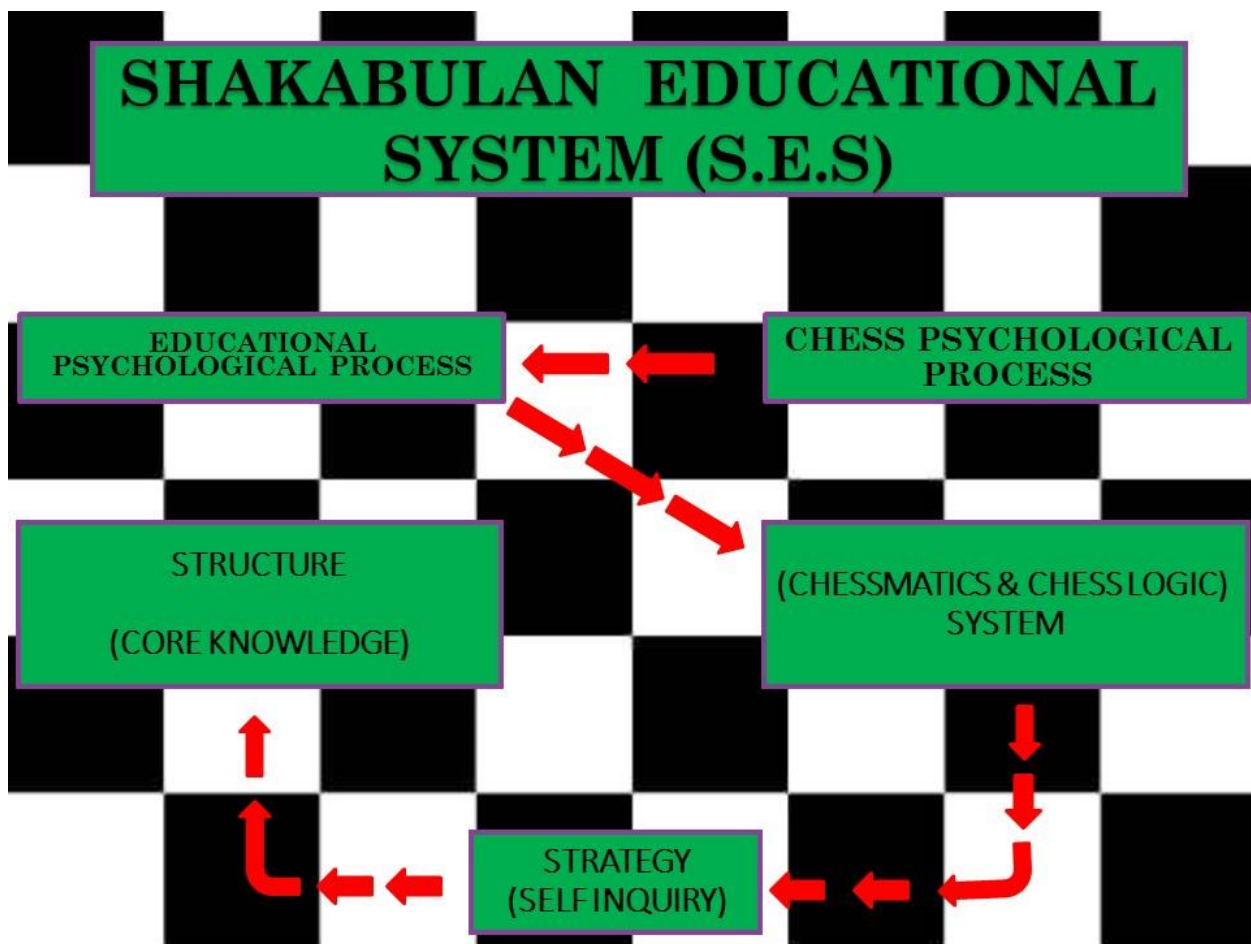 SHAKABULAN EDUCATIONAL
SYSTEM (S.E.S)
EDUCATIONAL
PSYCHOLOGICAL PROCESS
CHESS PSYCHOLOGICAL
PROCESS
STRUCTURE
(CORE KNOWLEDGE)
(CHESSMATICS & CHESS LOGIC)
SYSTEM
STRATEGY
(SELF INQUIRY)